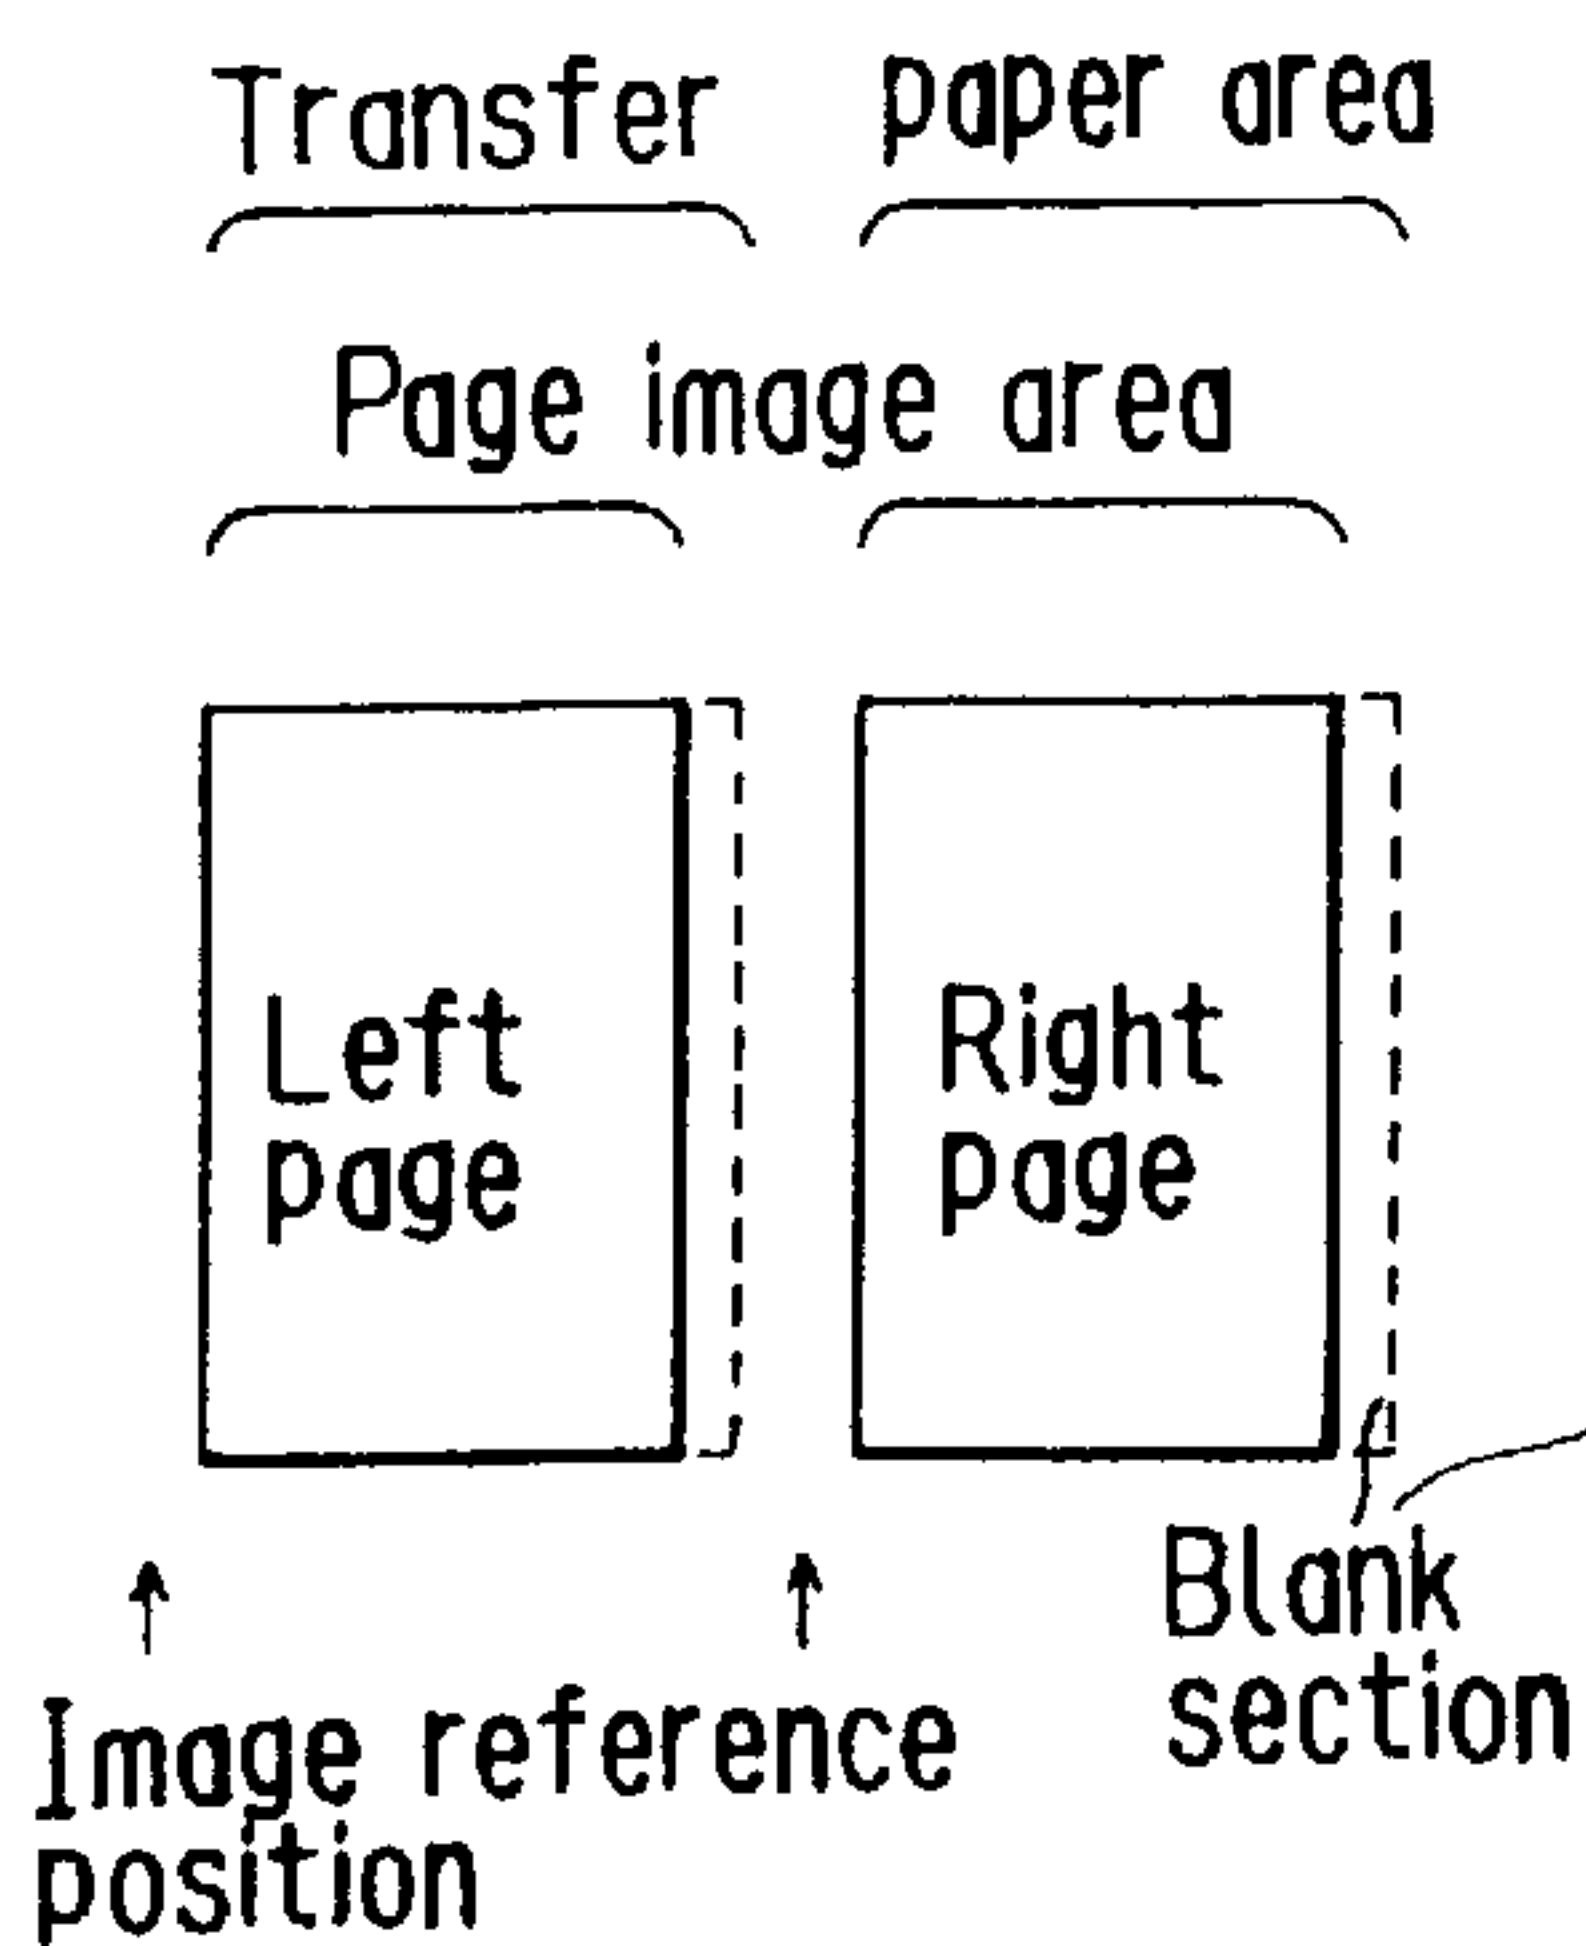 Transfer paper area
Page image area
Left
page
Right
page
Blank
section
Image reference
position